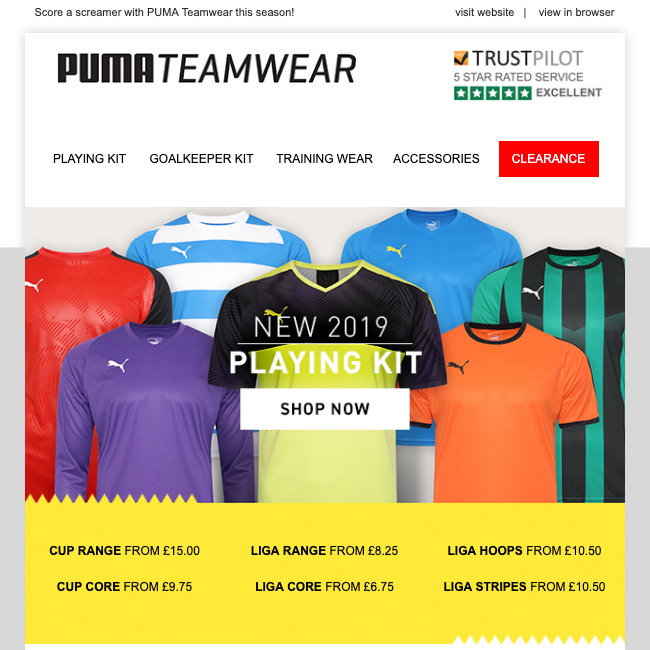 Score a screamer with PUMA Teamwear this season!
visit website | view in browser
PUMA TEAMWEAR
TRUSTPILOT
5 STAR RATED SERVICE
EXCELLENT
PLAYING KIT GOALKEEPER KIT TRAINING WEAR ACCESSORIES CLEARANCE
NEW 2019
PLAYING KIT
SHOP NOW
CUP RANGE FROM £15.00 LIGA RANGE FROM £8.25 LIGA HOOPS FROM £10.50
CUP CORE FROM £9.75 LIGA CORE FROM £6.75 LIGA STRIPES FROM £10.50